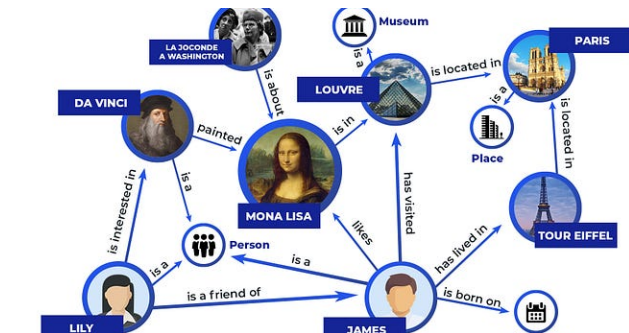 Museum
PARIS
LA JOCONDE
A WASHINGTON
is a
is located in
LOUVRE
is about
is a
is located in
DA VINCI
painted
is in
Place
is a
MONA LISA
has visited
TOUR EIFFEL
is interested in
Person
likes
has lived in
is a
is a
is a friend of
is born on
LILY
JAMES